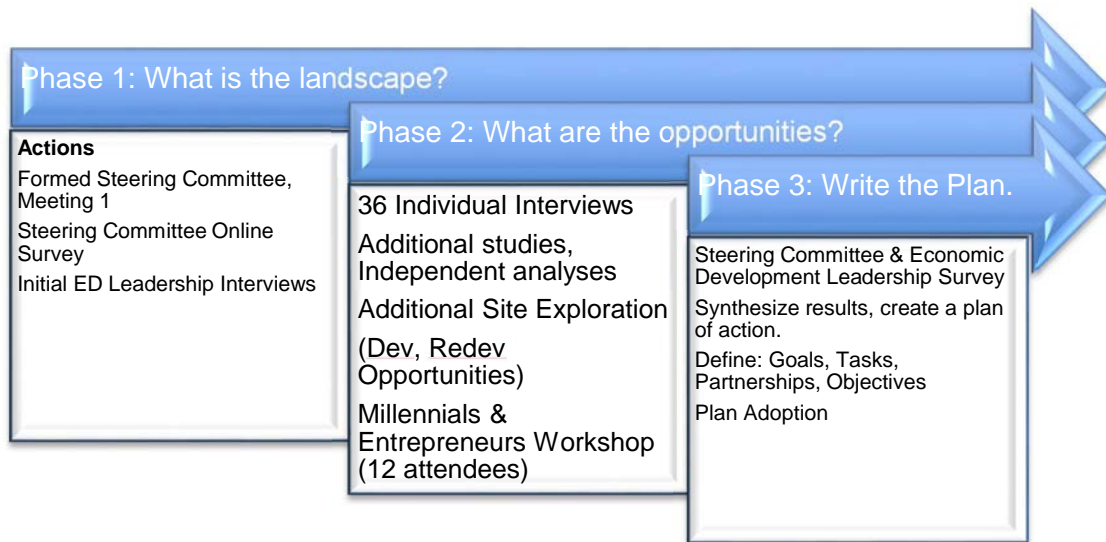 Phase 1: What is the landscape?
Actions
Formed Steering Committee,
Meeting 1
Steering Committee Online
Survey
Initial ED Leadership Interviews
Phase 2: What are the opportunities?
36 Individual Interviews
Additional studies,
Independent analyses
Additional Site Exploration
(Dev, Redev
Opportunities)
Millennials &
Entrepreneurs Workshop
(12 attendees)
Phase 3: Write the Plan.
Steering Committee & Economic
Development Leadership Survey
Synthesize results, create a plan
of action.
Define: Goals, Tasks,
Partnerships, Objectives
Plan Adoption